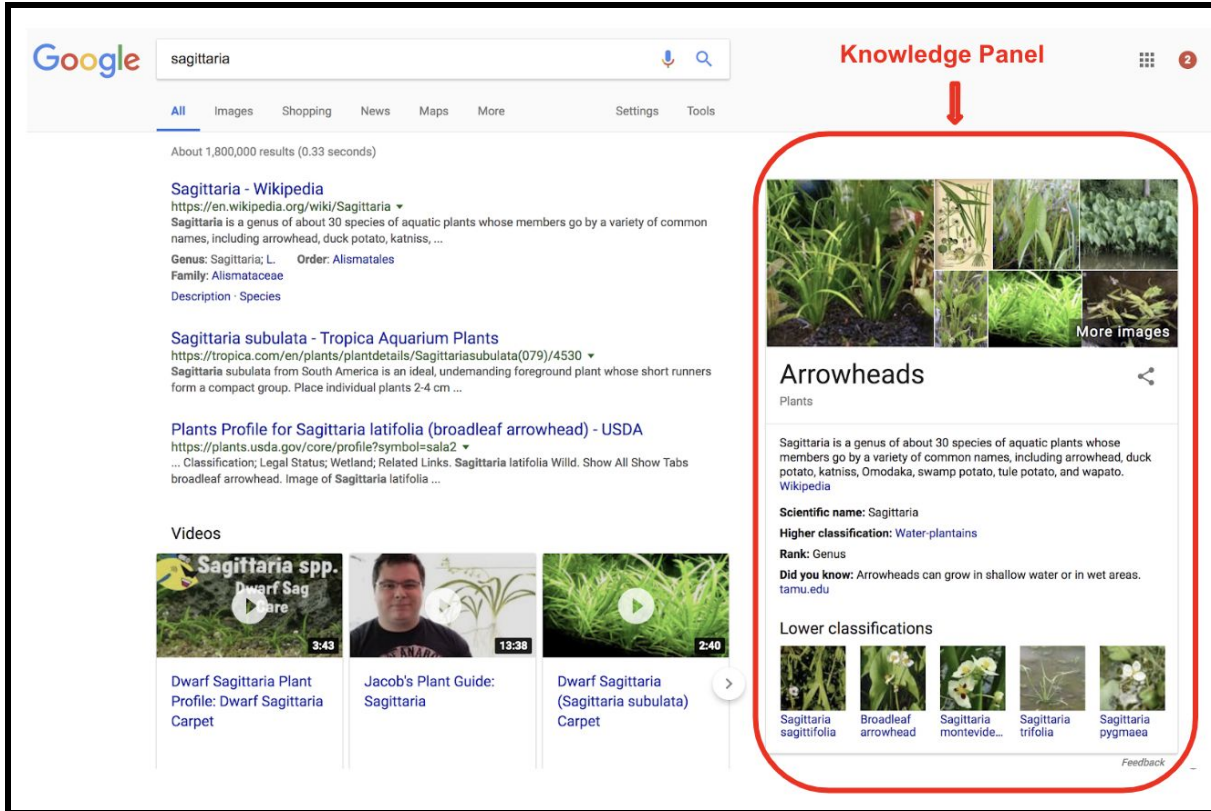 Google
sagittaria
Knowledge Panel
2
All Images Shopping News Maps More Settings Tools
About 1,800,000 results (0.33 seconds)
Sagittaria - Wikipedia
https://en.wikipedia.org/wiki/Sagittaria
Sagittaria is a genus of about 30 species of aquatic plants whose members go by a variety of common
names, including arrowhead, duck potato, katniss, ...
Genus: Sagittaria; L. Order: Alismatales
Family: Alismataceae
Description · Species
Sagittaria subulata - Tropica Aquarium Plants
https://tropica.com/en/plants/plantdetails/Sagittariasubulata(079)/4530
Sagittaria subulata from South America is an ideal, undemanding foreground plant whose short runners
form a compact group. Place individual plants 2-4 cm ...
Plants Profile for Sagittaria latifolia (broadleaf arrowhead) - USDA
https://plants.usda.gov/core/profile?symbol=sala2
... Classification; Legal Status; Wetland; Related Links. Sagittaria latifolia Willd. Show All Show Tabs
broadleaf arrowhead. Image of Sagittaria latifolia ...
Videos
Sagittaria spp.
Dwarf Sag
Care
3:43
13:38
2:40
Dwarf Sagittaria Plant
Profile: Dwarf Sagittaria
Carpet
Jacob's Plant Guide:
Sagittaria
Dwarf Sagittaria
(Sagittaria subulata)
Carpet
More images
Arrowheads
Plants
Sagittaria is a genus of about 30 species of aquatic plants whose
members go by a variety of common names, including arrowhead, duck
potato, katniss, Omodaka, swamp potato, tule potato, and wapato.
Wikipedia
Scientific name: Sagittaria
Higher classification: Water-plantains
Rank: Genus
Did you know: Arrowheads can grow in shallow water or in wet areas.
tamu.edu
Lower classifications
Sagittaria
sagittifolia
Broadleaf
arrowhead
Sagittaria
montevide...
Sagittaria
trifolia
Sagittaria
pygmaea
Feedback